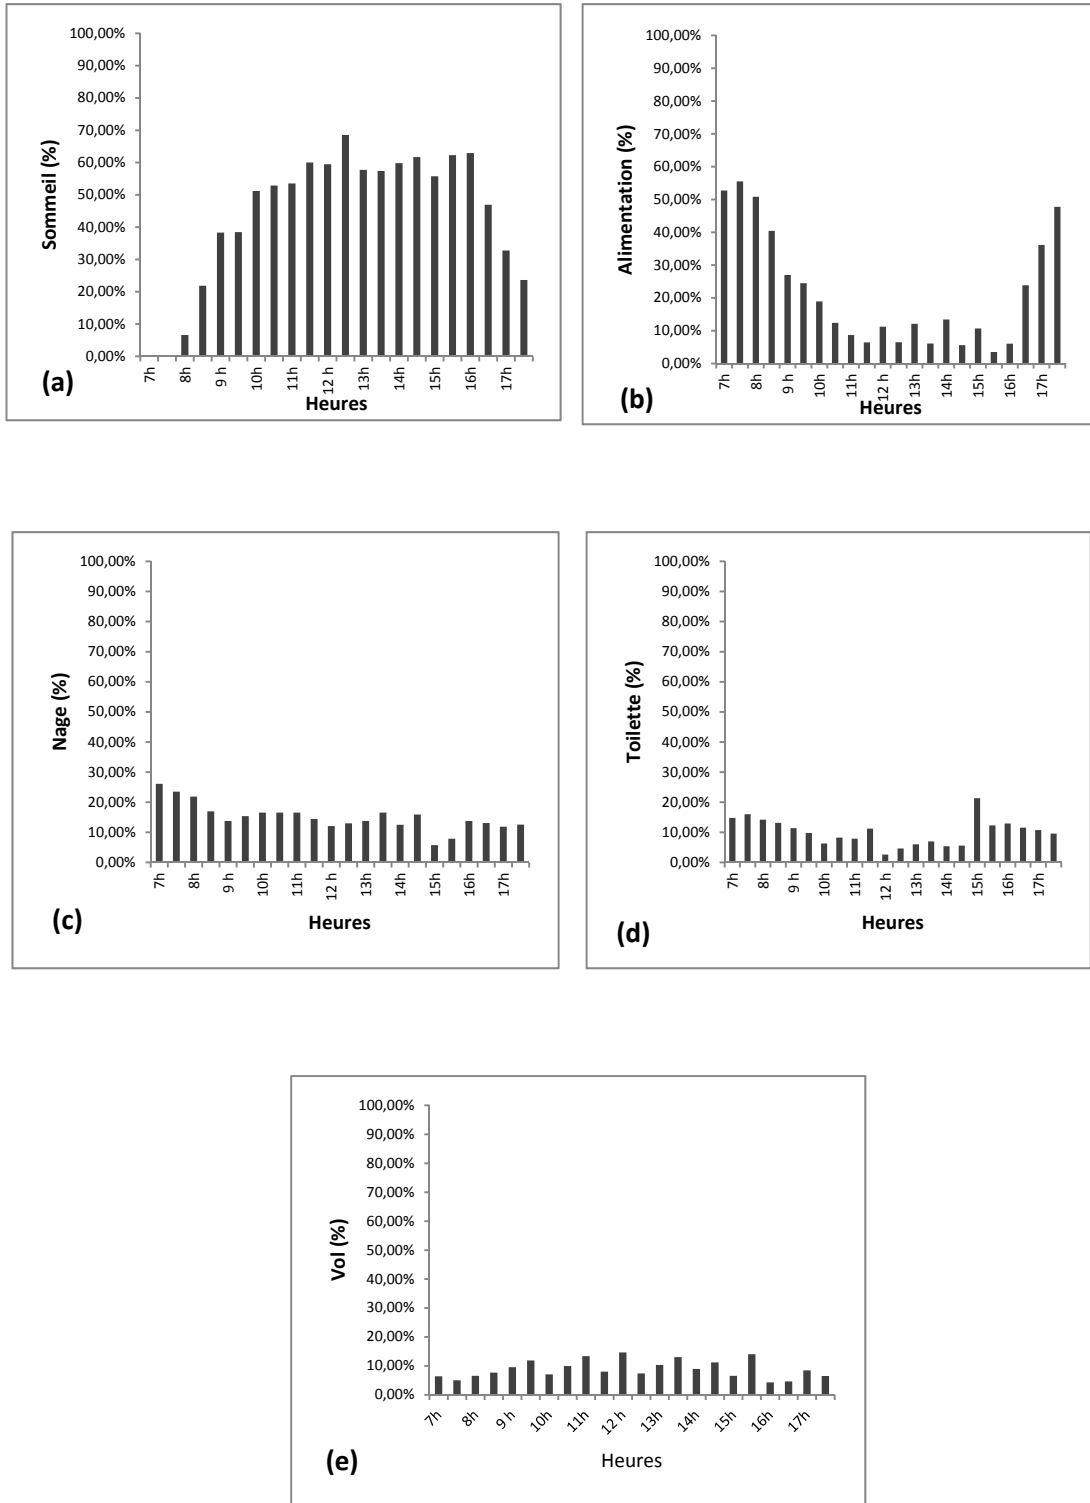 100,00%
90,00%
80,00%
70,00%
60,00%
50,00%
40,00%
30,00%
20,00%
10,00%
0,00%
Sommeil (%)
7h 8h 9 h 10h 11h 12 h 13h 14h 15h 16h 17h
Heures
(a)
100,00%
90,00%
80,00%
70,00%
60,00%
50,00%
40,00%
30,00%
20,00%
10,00%
0,00%
Alimentation (%)
7h 8h 9 h 10h 11h 12 h 13h 14h 15h 16h 17h
Heures
(b)
100,00%
90,00%
80,00%
70,00%
60,00%
50,00%
40,00%
30,00%
20,00%
10,00%
0,00%
Nage (%)
7h 8h 9 h 10h 11h 12 h 13h 14h 15h 16h 17h
Heures
(c)
100,00%
90,00%
80,00%
70,00%
60,00%
50,00%
40,00%
30,00%
20,00%
10,00%
0,00%
Toilette (%)
7h 8h 9 h 10h 11h 12 h 13h 14h 15h 16h 17h
Heures
(d)
100,00%
90,00%
80,00%
70,00%
60,00%
50,00%
40,00%
30,00%
20,00%
10,00%
0,00%
Vol (%)
7h 8h 9 h 10h 11h 12 h 13h 14h 15h 16h 17h
Heures
(e)